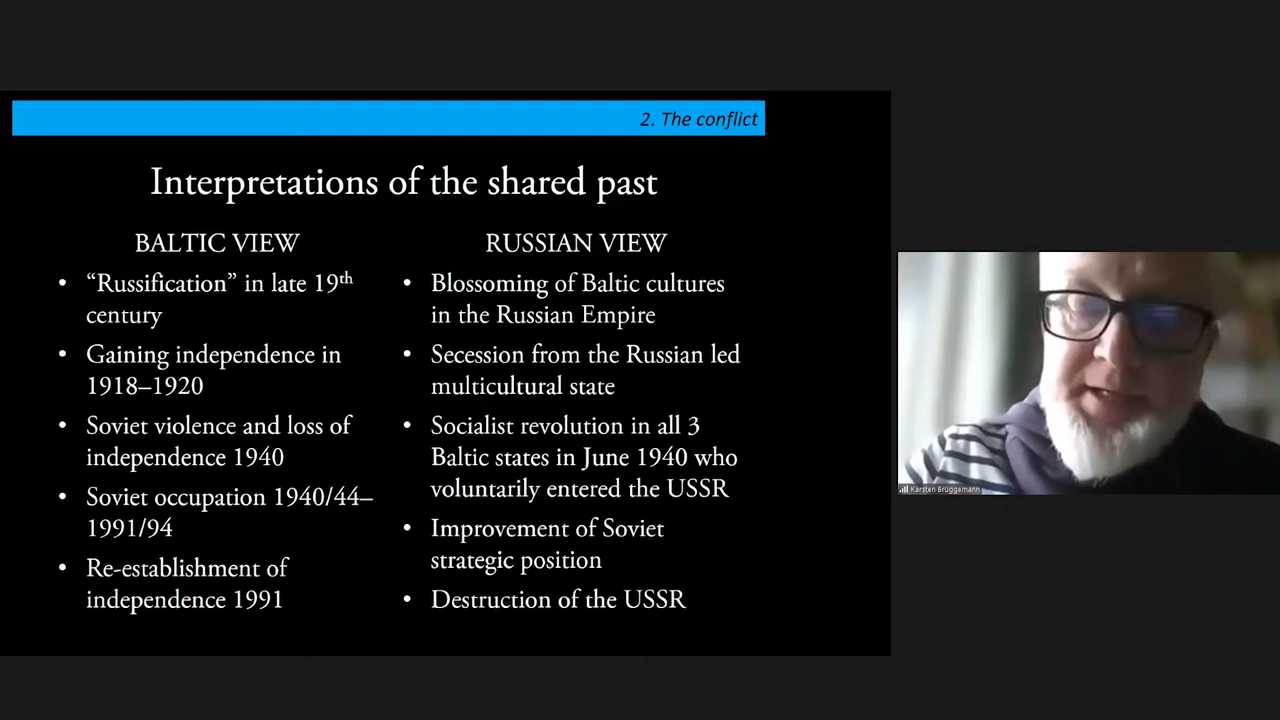 2. The conflict
Interpretations of the shared past
BALTIC VIEW
• “Russification” in late 19th
century
• Gaining independence in
1918–1920
• Soviet violence and loss of
independence 1940
• Soviet occupation 1940/44–
1991/94
• Re-establishment of
independence 1991
RUSSIAN VIEW
• Blossoming of Baltic cultures
in the Russian Empire
• Secession from the Russian led
multicultural state
• Socialist revolution in all 3
Baltic states in June 1940 who
voluntarily entered the USSR
• Improvement of Soviet
strategic position
• Destruction of the USSR
Karsten Brüggemann